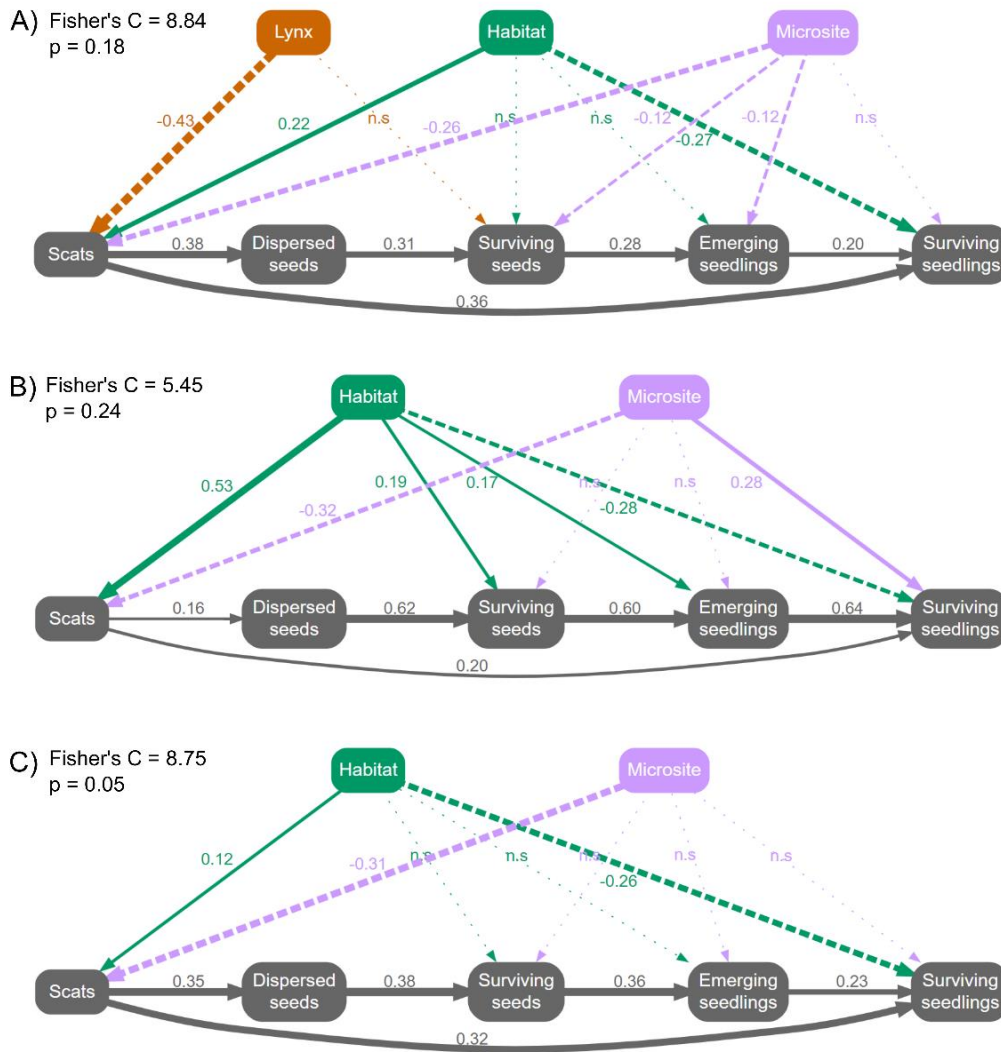 A) Fisher's C = 8.84
p = 0.18
Lynx
Habitat
Microsite
-0.43
0.22
-0.26
n.s
n.s
n.s
-0.12
-0.12
-0.27
n.s
Scats
0.38
Dispersed
seeds
0.31
Surviving
seeds
0.28
Emerging
seedlings
0.20
Surviving
seedlings
0.36
B) Fisher's C = 5.45
p = 0.24
Habitat
Microsite
0.53
-0.32
0.19
0.17
n.s
-0.28
n.s
0.28
Scats
0.16
Dispersed
seeds
0.62
Surviving
seeds
0.60
Emerging
seedlings
0.64
Surviving
seedlings
0.20
C) Fisher's C = 8.75
p = 0.05
Habitat
Microsite
0.12
-0.31
n.s
n.s
n.s
-0.26
n.s
n.s
Scats
0.35
Dispersed
seeds
0.38
Surviving
seeds
0.36
Emerging
seedlings
0.23
Surviving
seedlings
0.32